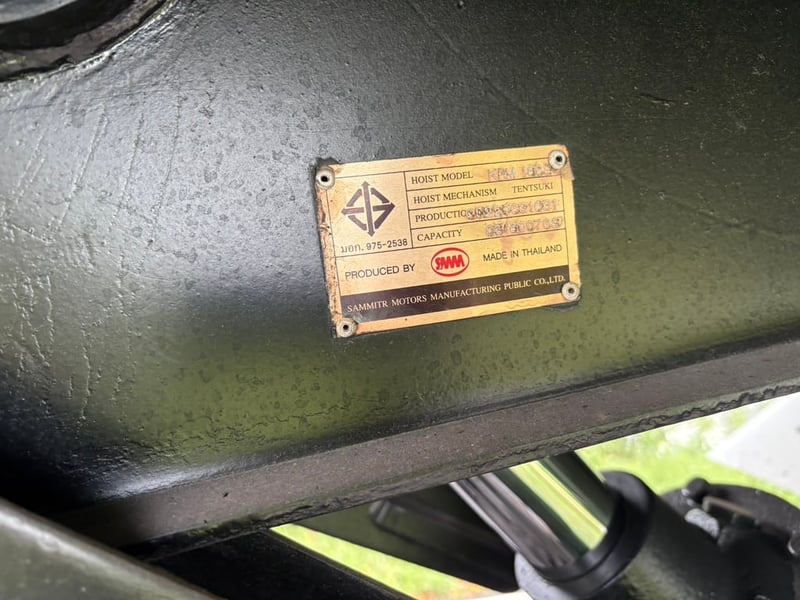 HOIST MODEL
HOIST MECHANISM TENTSUKI
PRODUCTION
CAPACITY
มอก. 975-2538
PRODUCED BY SMM MADE IN THAILAND
SAMMITR MOTORS MANUFACTURING PUBLIC CO.,LTD.